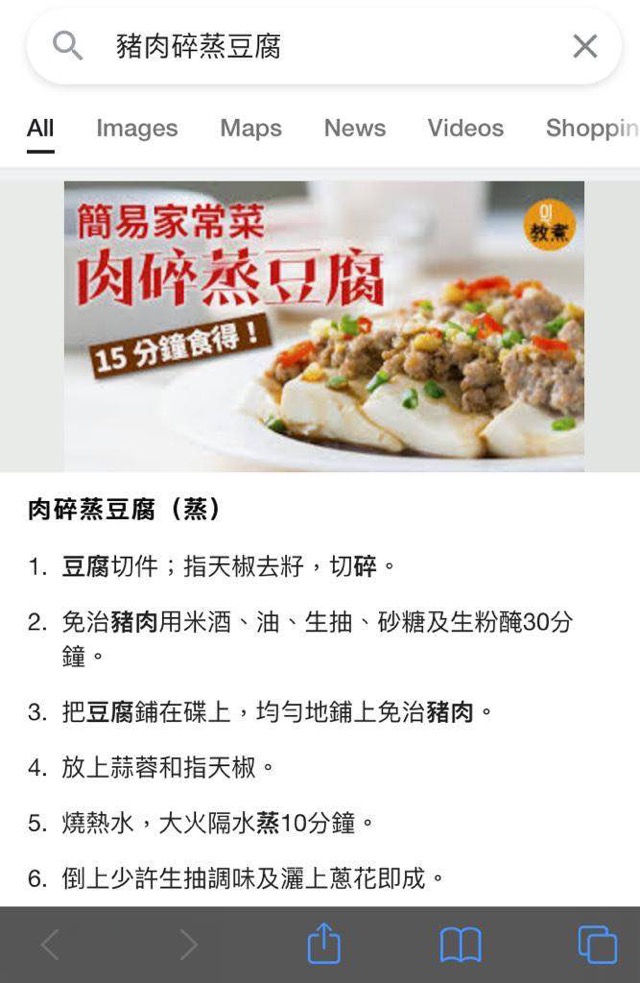 豬肉碎蒸豆腐
All Images Maps News Videos Shoppin
簡易家常菜
肉碎蒸豆腐
15 分鐘食得！
教煮
肉碎蒸豆腐（蒸）
1. 豆腐切件；指天椒去籽，切碎。
2. 免治豬肉用米酒、油、生抽、砂糖及生粉醃30分
鐘。
3. 把豆腐鋪在碟上，均勻地鋪上免治豬肉。
4. 放上蒜蓉和指天椒。
5. 燒熱水，大火隔水蒸10分鐘。
6. 倒上少許生抽調味及灑上蔥花即成。